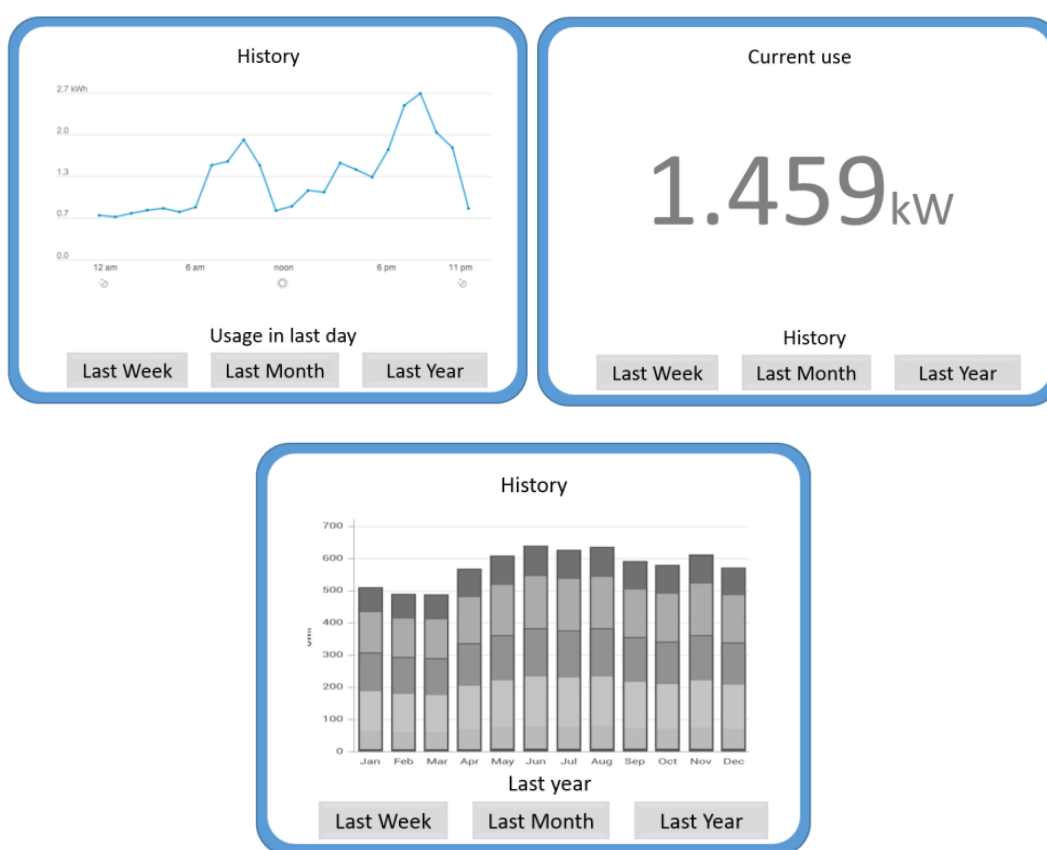 History
2.7 kWh
2.0
1.3
0.7
0.0
12 am 6 am noon 6 pm 11 pm
Usage in last day
Last Week Last Month Last Year
Current use
1.459kW
History
Last Week Last Month Last Year
History
700
600
500
400
300
200
100
0
Jan Feb Mar Apr May Jun Jul Aug Sep Oct Nov Dec
Last year
Last Week Last Month Last Year